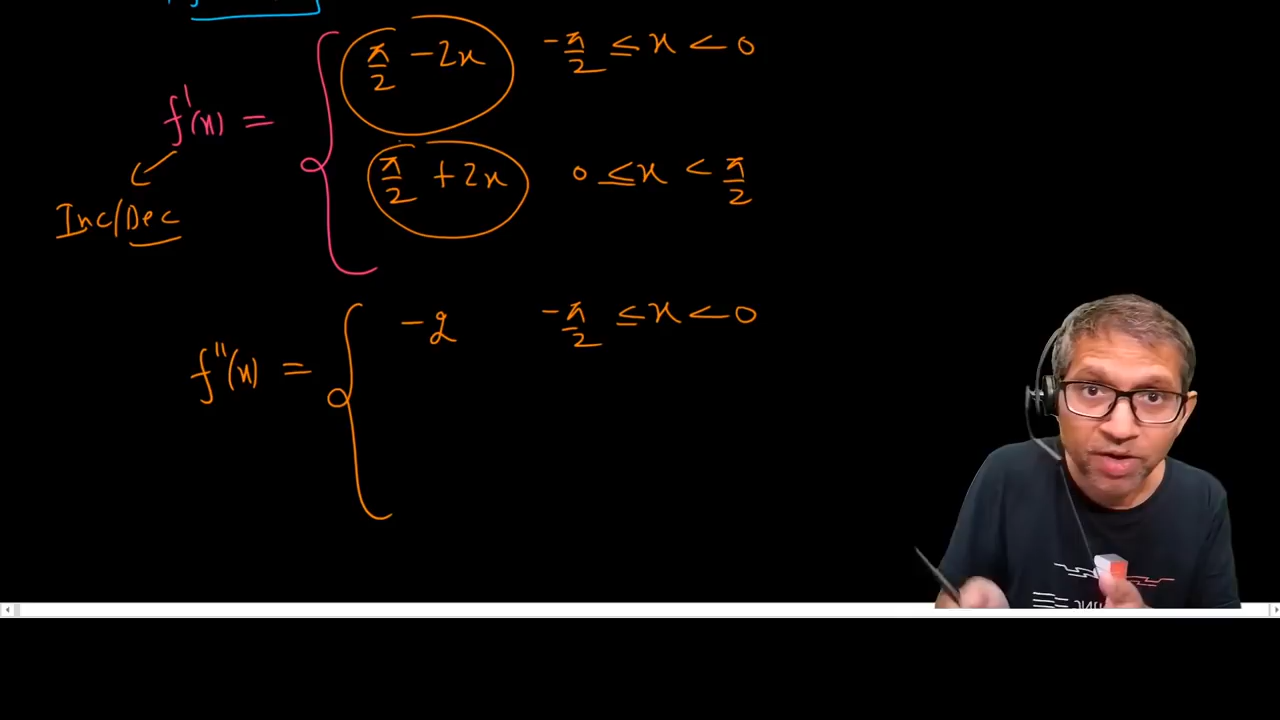 π/2 - 2x   -π/2 ≤ x < 0
f'(x) =
π/2 + 2x   0 ≤ x < π/2
Inc/Dec
-2   -π/2 ≤ x < 0
f''(x) =